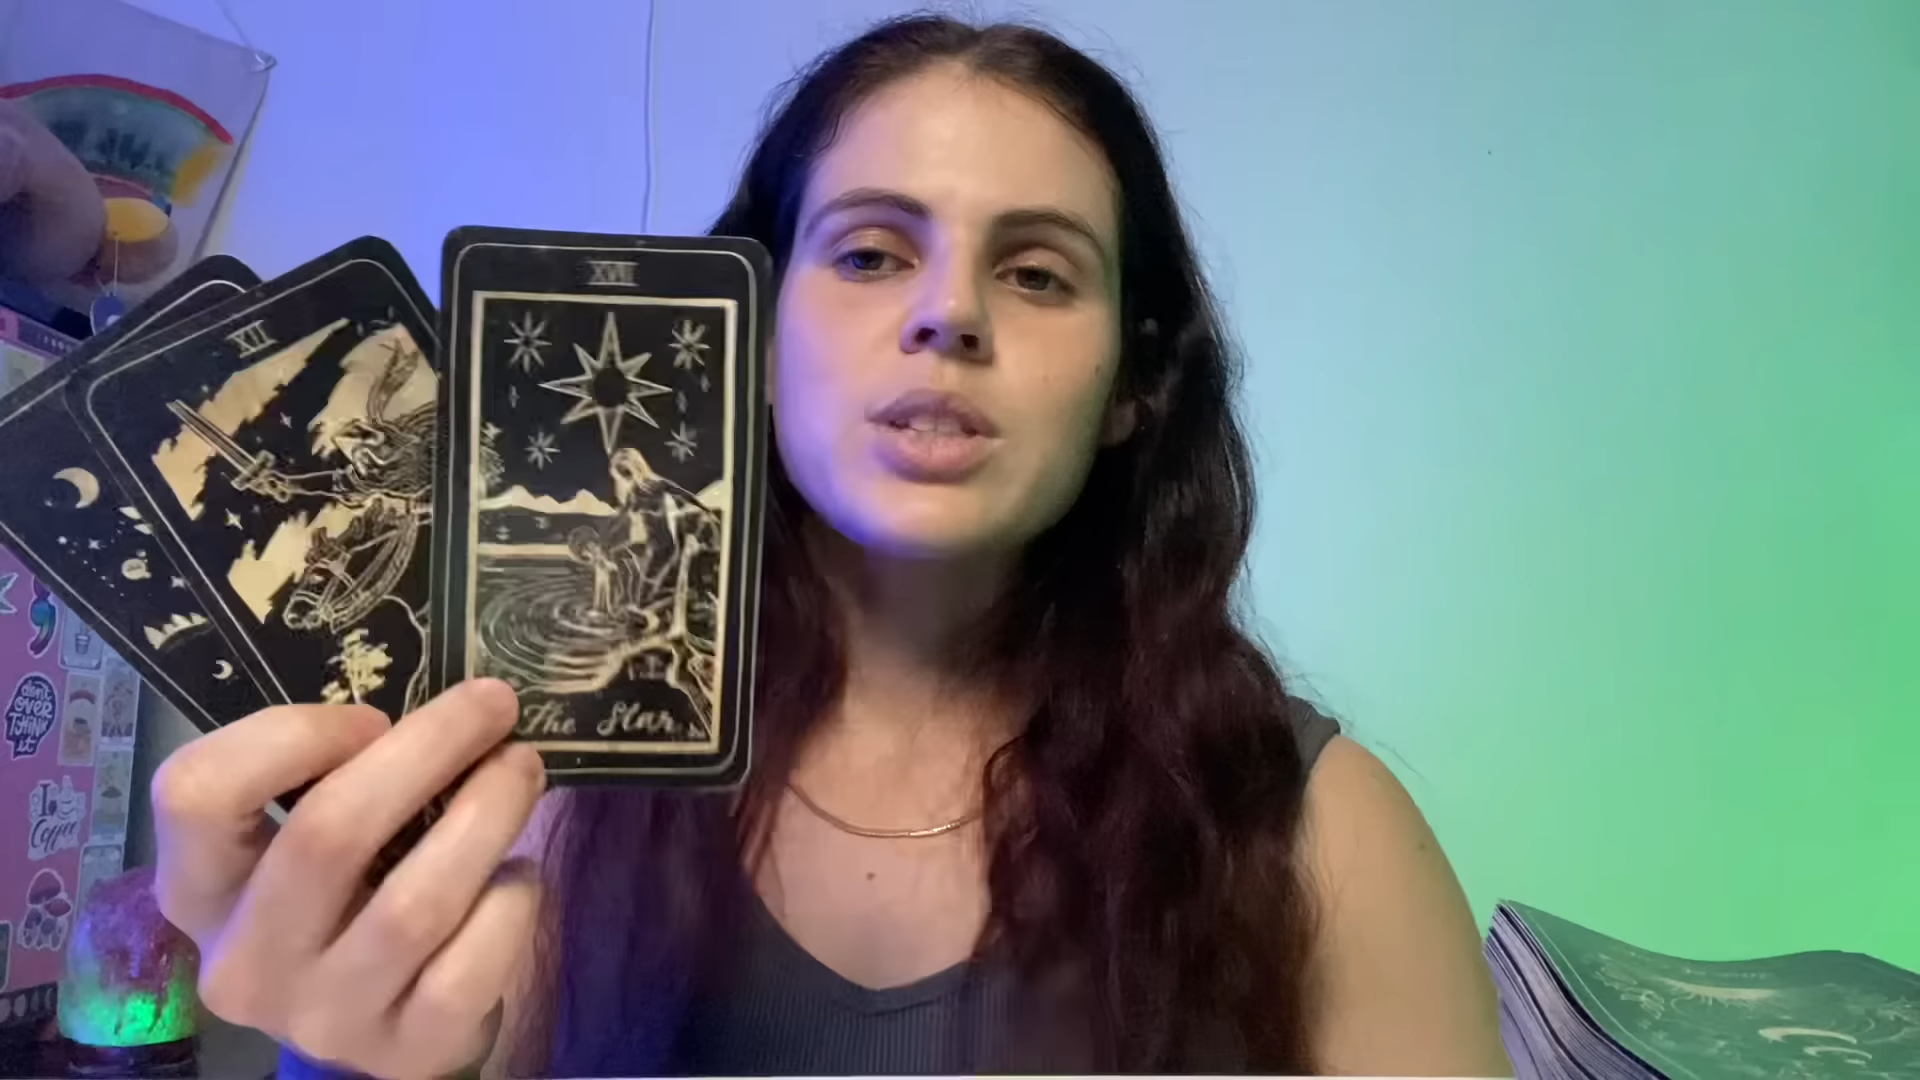 XVII
XII
The Star
don't
OVER
THINK
it
I
Coffee